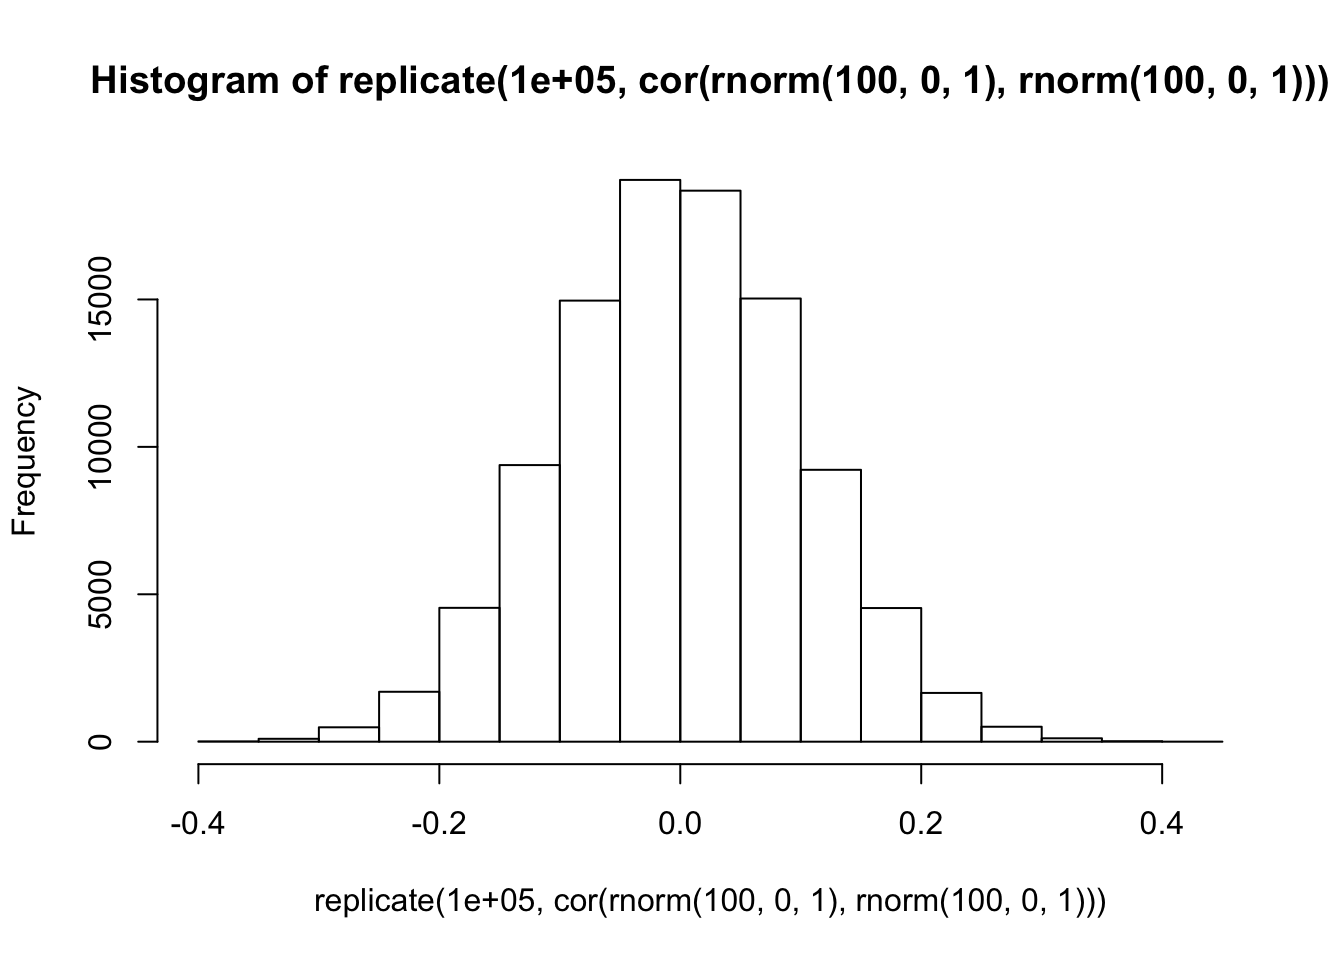 Histogram of replicate(1e+05, cor(rnorm(100, 0, 1), rnorm(100, 0, 1)))
Frequency
15000
10000
5000
0
-0.4 -0.2 0.0 0.2 0.4
replicate(1e+05, cor(rnorm(100, 0, 1), rnorm(100, 0, 1)))